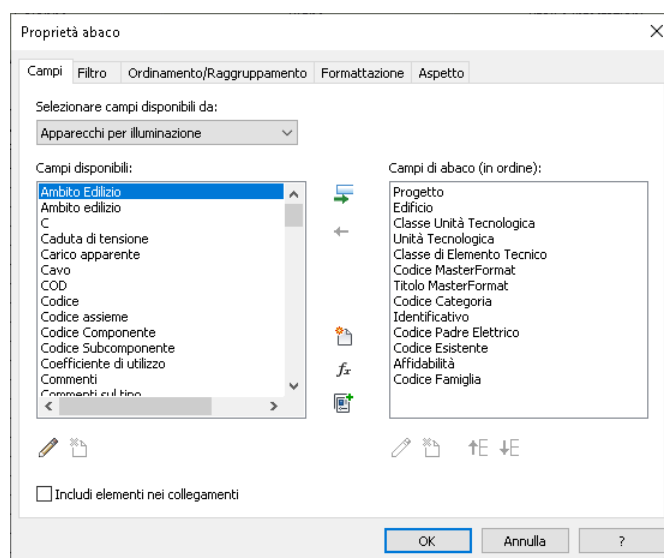 Proprietà abaco
Campi
Filtro
Ordinamento/Raggruppamento
Formattazione
Aspetto
Selezionare campi disponibili da:
Apparecchi per illuminazione
Campi disponibili:
Ambito Edilizio
Ambito edilizio
C
Caduta di tensione
Carico apparente
Cavo
COD
Codice
Codice assieme
Codice Componente
Codice Subcomponente
Coefficiente di utilizzo
Commenti
Commenti sul tipo
fx
Campi di abaco (in ordine):
Progetto
Edificio
Classe Unità Tecnologica
Unità Tecnologica
Classe di Elemento Tecnico
Codice MasterFormat
Titolo MasterFormat
Codice Categoria
Identificativo
Codice Padre Elettrico
Codice Esistente
Affidabilità
Codice Famiglia
Includi elementi nei collegamenti
OK
Annulla
?